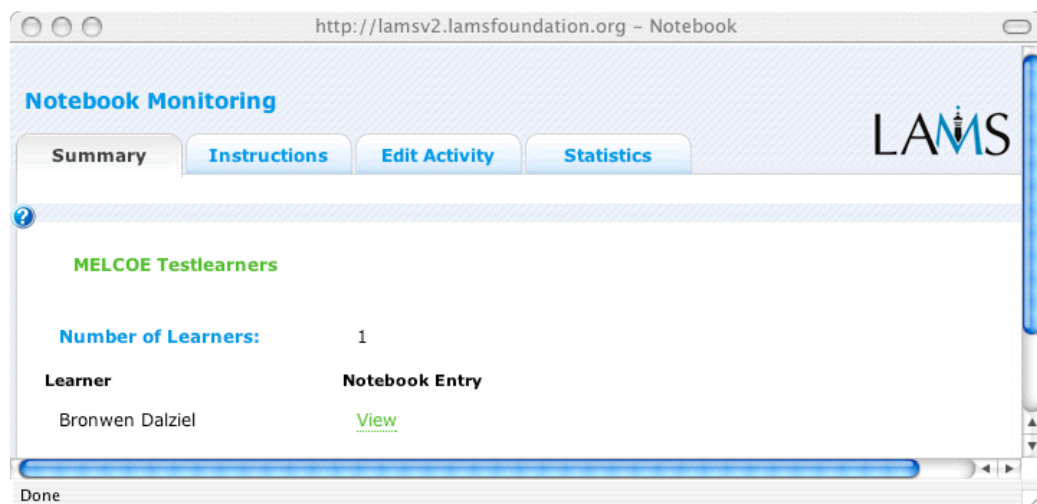 http://lamsv2.lamsfoundation.org – Notebook
Notebook Monitoring
LAMS
Summary Instructions Edit Activity Statistics
?
MELCOE Testlearners
Number of Learners: 1
Learner Notebook Entry
Bronwen Dalziel View
Done